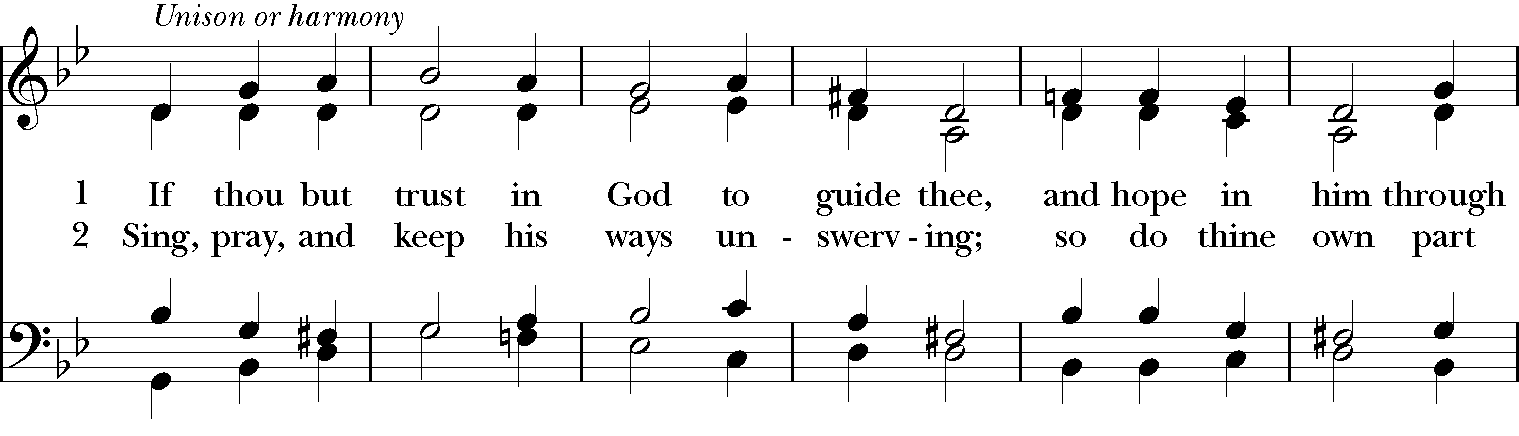 Unison or harmony
1 If thou but trust in God to guide thee, and hope in him through
2 Sing, pray, and keep his ways un - swerv - ing; so do thine own part